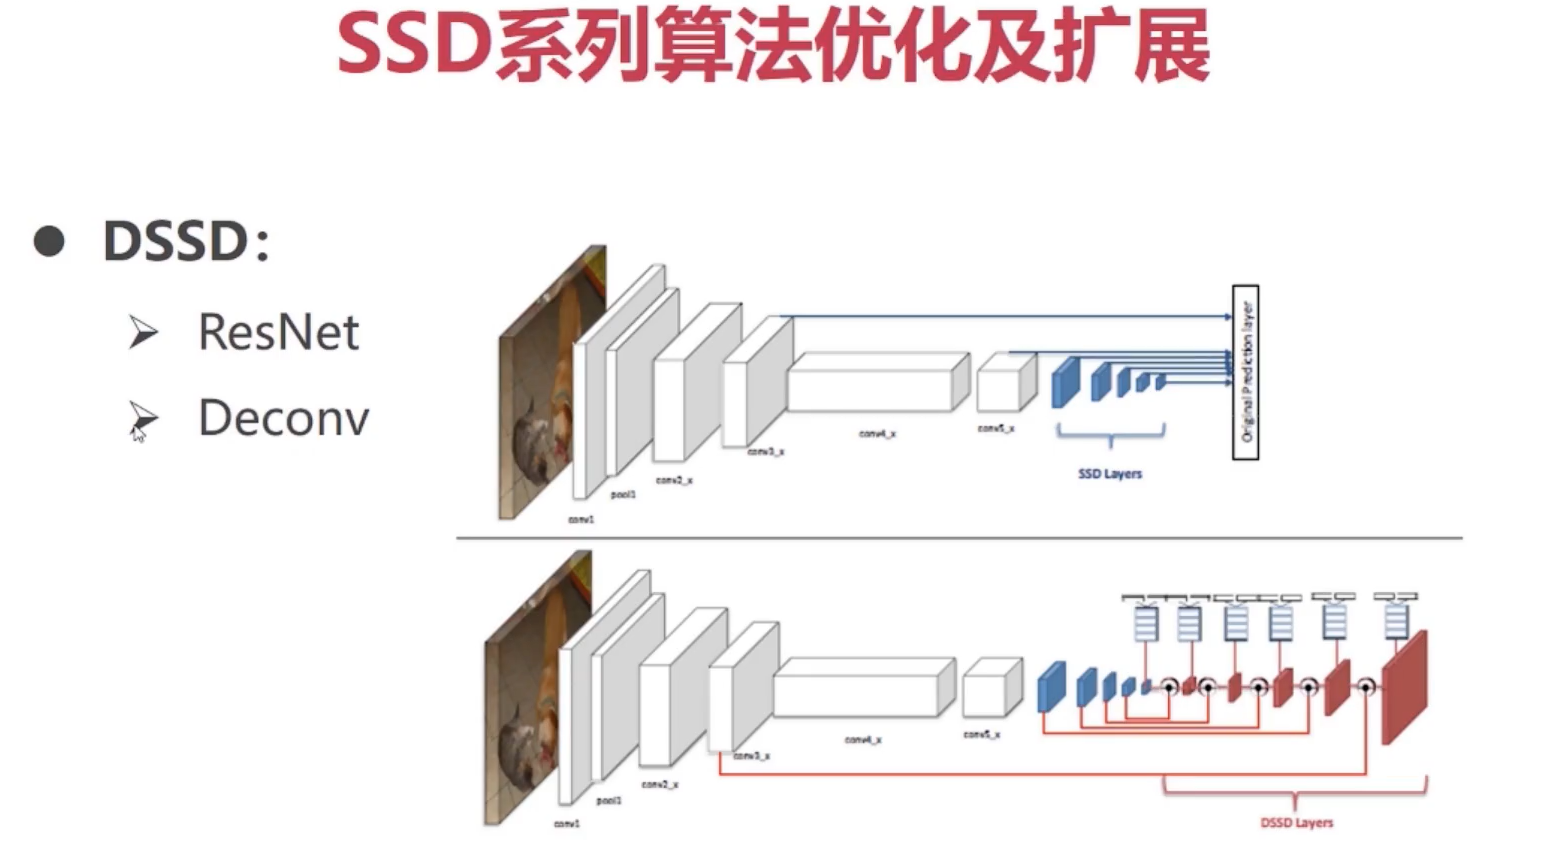 SSD系列算法优化及扩展
DSSD：
ResNet
Deconv
conv1
pool1
conv2_x
conv3_x
conv4_x
conv5_x
SSD Layers
Original Prediction layer
conv1
pool1
conv2_x
conv3_x
conv4_x
conv5_x
DSSD Layers